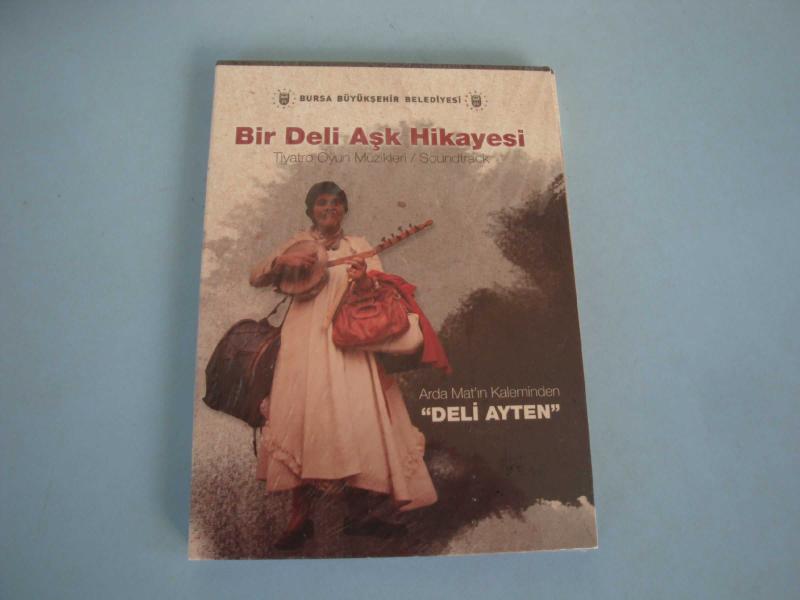 BURSA BÜYÜKŞEHİR BELEDİYESİ
Bir Deli Aşk Hikayesi
Tiyatro Oyun Müzikleri / Soundtrack
Arda Mat'ın Kaleminden
“DELİ AYTEN”